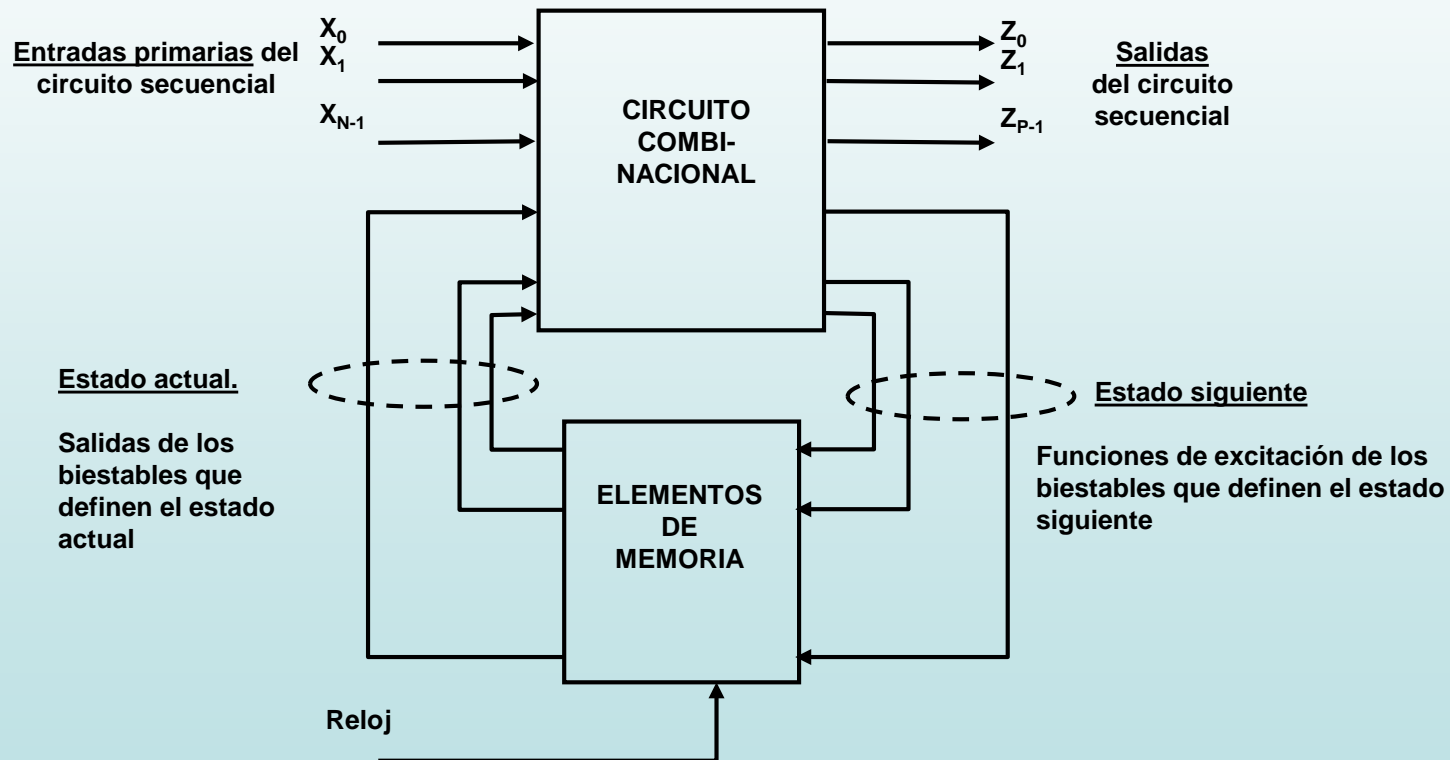 Entradas primarias del
circuito secuencial
X0
X1
XN-1
CIRCUITO
COMBI-
NACIONAL
Z0
Z1
ZP-1
Salidas
del circuito
secuencial
Estado actual.
Salidas de los
biestables que
definen el estado
actual
ELEMENTOS
DE
MEMORIA
Estado siguiente
Funciones de excitación de los
biestables que definen el estado
siguiente
Reloj